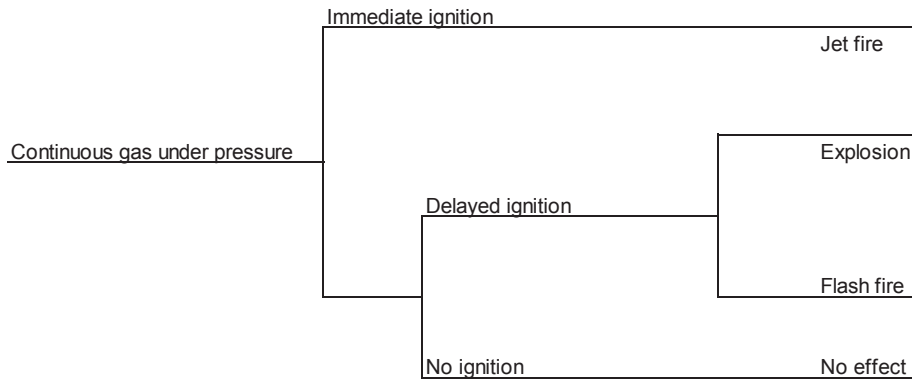 Immediate ignition
Jet fire
Continuous gas under pressure
Explosion
Delayed ignition
Flash fire
No ignition
No effect